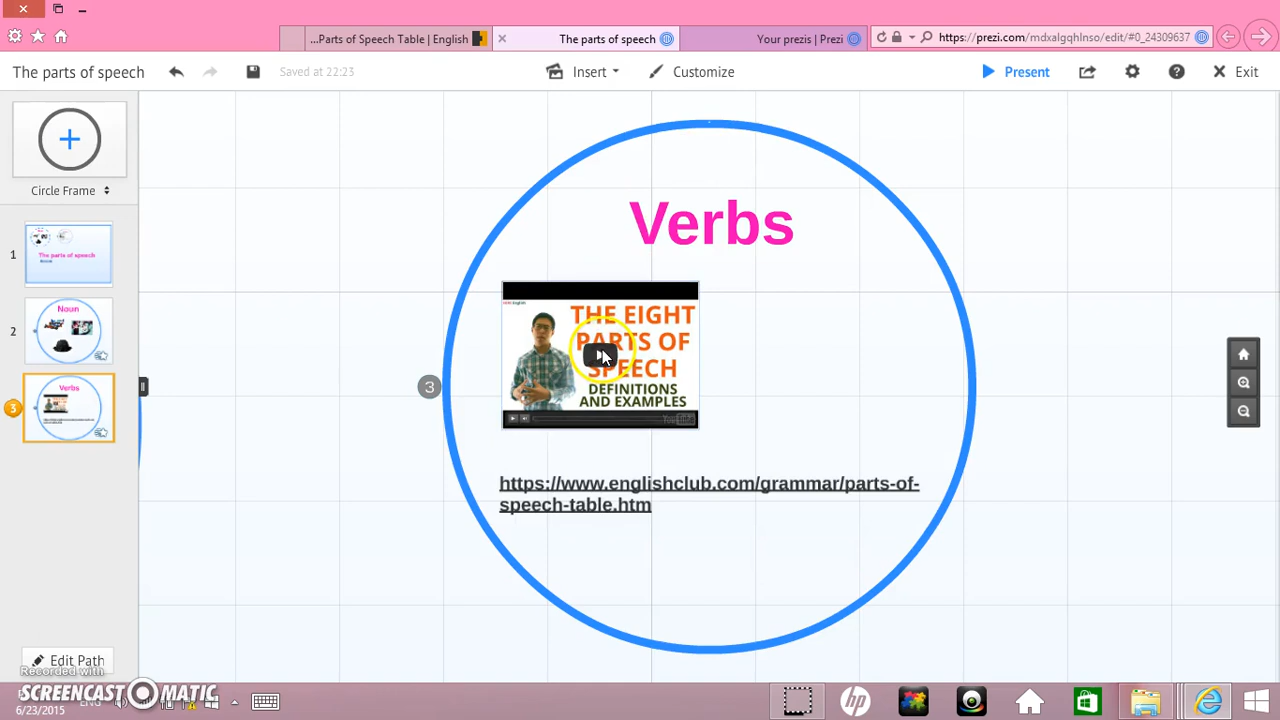 ...Parts of Speech Table | English
The parts of speech
Your prezis | Prezi
https://prezi.com/mdxalgqhlnso/edit/#0_24309637
The parts of speech
Saved at 22:23
Insert
Customize
Present
Exit
Circle Frame
1
The parts of speech
2
Noun
3
Verbs
Verbs
THE EIGHT
PARTS OF
SPEECH
DEFINITIONS
AND EXAMPLES
YouTube
3
https://www.englishclub.com/grammar/parts-of-
speech-table.htm
Edit Path
Recorded with
SCREENCAST MATIC
ENG
6/23/2015
hp